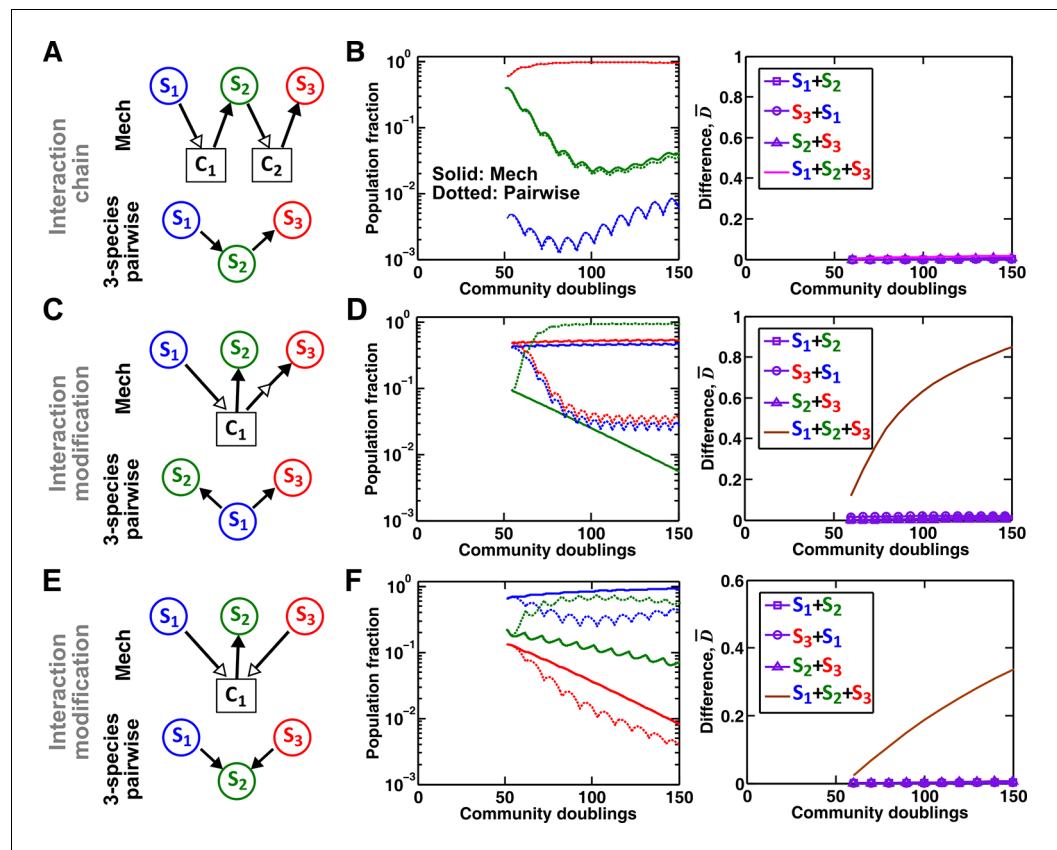 A
B
Interaction
chain
Mech
S1
S2
S3
C1
C2
3-species
pairwise
S1
S2
S3
Population fraction
10^0
10^-1
10^-2
10^-3
Solid: Mech
Dotted: Pairwise
0
50
100
150
Community doublings
Difference, D̅
1
0.8
0.6
0.4
0.2
0
S1+S2
S3+S1
S2+S3
S1+S2+S3
0
50
100
150
Community doublings
C
D
Interaction
modification
Mech
S1
S2
S3
C1
3-species
pairwise
S2
S3
S1
Population fraction
10^0
10^-1
10^-2
10^-3
0
50
100
150
Community doublings
Difference, D̅
1
0.8
0.6
0.4
0.2
0
S1+S2
S3+S1
S2+S3
S1+S2+S3
0
50
100
150
Community doublings
E
F
Interaction
modification
Mech
S1
S2
S3
C1
3-species
pairwise
S1
S3
S2
Population fraction
10^0
10^-1
10^-2
10^-3
0
50
100
150
Community doublings
Difference, D̅
0.6
0.4
0.2
0
S1+S2
S3+S1
S2+S3
S1+S2+S3
0
50
100
150
Community doublings